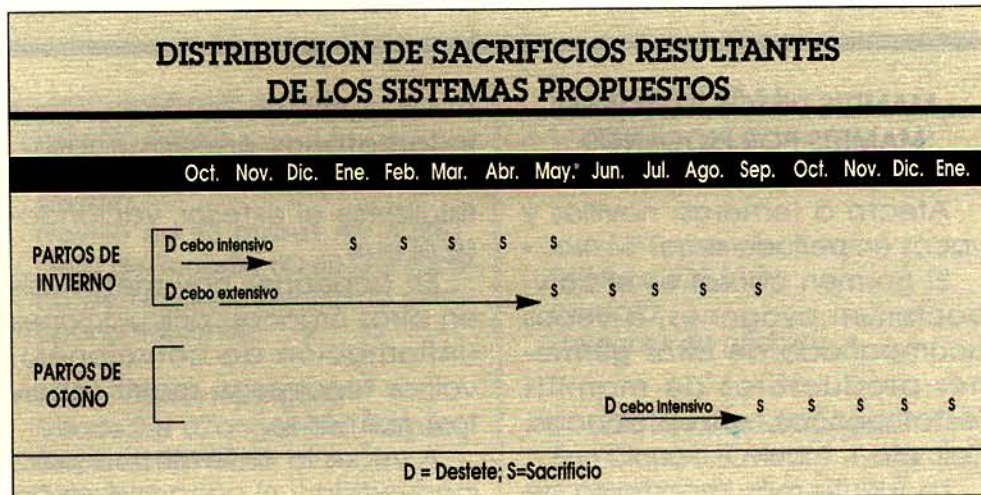 DISTRIBUCION DE SACRIFICIOS RESULTANTES
DE LOS SISTEMAS PROPUESTOS
Oct. Nov. Dic. Ene. Feb. Mar. Abr. May.* Jun. Jul. Ago. Sep. Oct. Nov. Dic. Ene.
PARTOS DE
INVIERNO
D cebo intensivo S S S S S
D cebo extensivo S S S S S
PARTOS DE
OTOÑO
D cebo intensivo S S S S S
D = Destete; S=Sacrificio